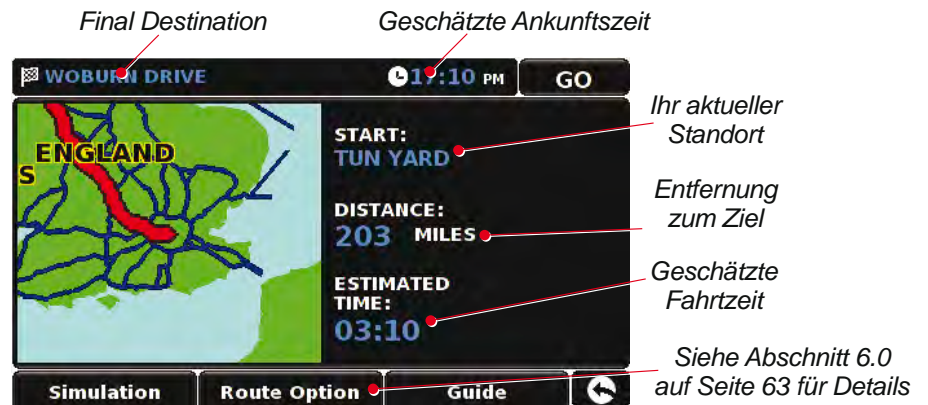 Final Destination
Geschätzte Ankunftszeit
WOBURN DRIVE
17:10 PM
GO
ENGLAND
S
START:
TUN YARD
DISTANCE:
203 MILES
ESTIMATED
TIME:
03:10
Ihr aktueller
Standort
Entfernung
zum Ziel
Geschätzte
Fahrtzeit
Siehe Abschnitt 6.0
auf Seite 63 für Details
Simulation
Route Option
Guide